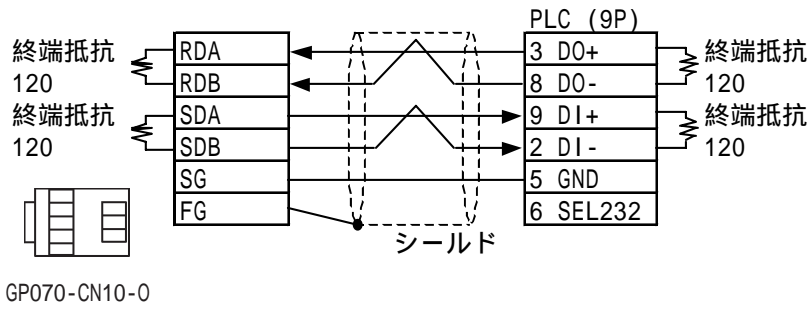 PLC (9P)
終端抵抗
120
終端抵抗
120
RDA
RDB
SDA
SDB
SG
FG
3 DO+
8 DO-
9 DI+
2 DI-
5 GND
6 SEL232
終端抵抗
120
終端抵抗
120
シールド
GP070-CN10-O